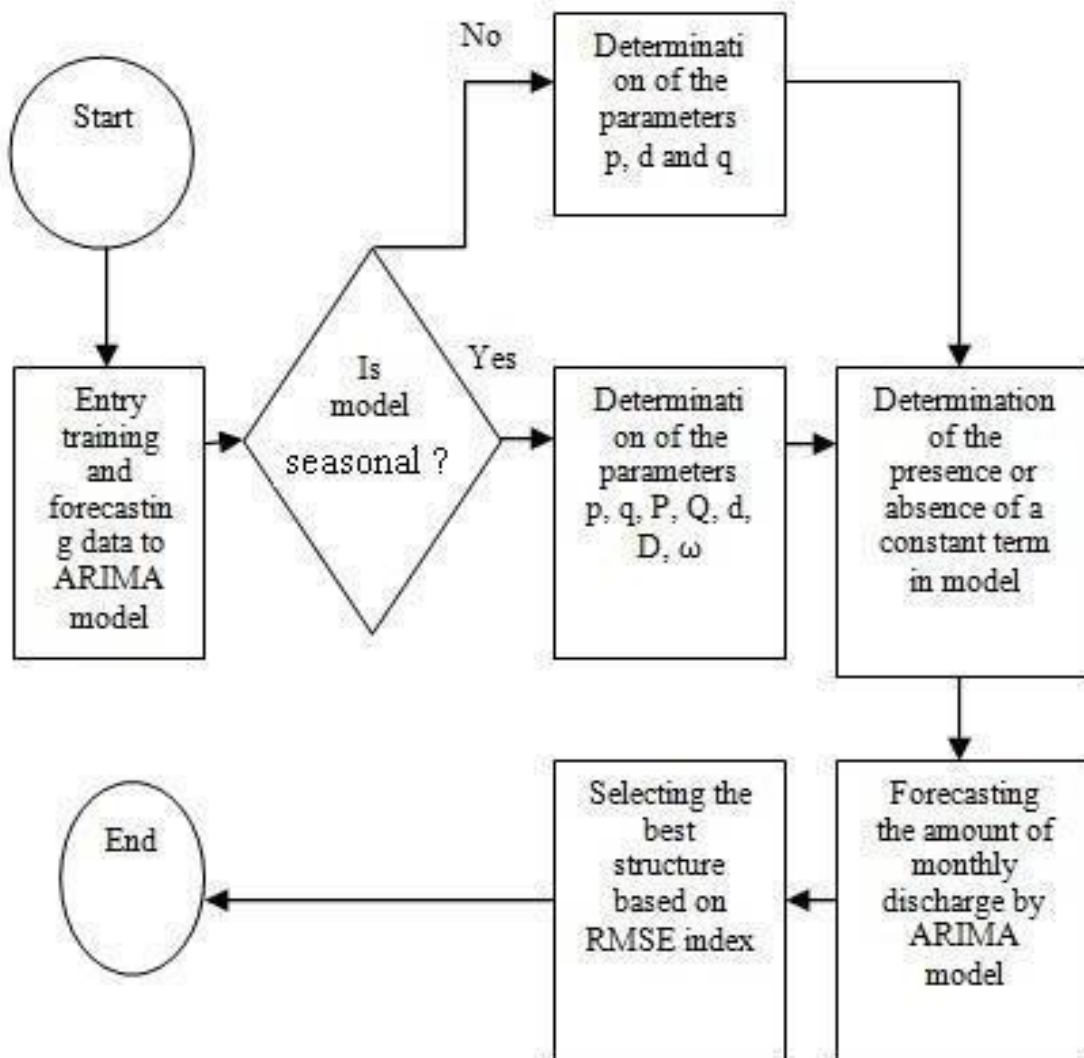 Start
Entry
training
and
forecastin
g data to
ARIMA
model
Is
model
seasonal ?
No
Determinati
on of the
parameters
p, d and q
Yes
Determinati
on of the
parameters
p, q, P, Q, d,
D, ω
Determination
of the
presence or
absence of a
constant term
in model
Forecasting
the amount of
monthly
discharge by
ARIMA
model
Selecting the
best
structure
based on
RMSE index
End